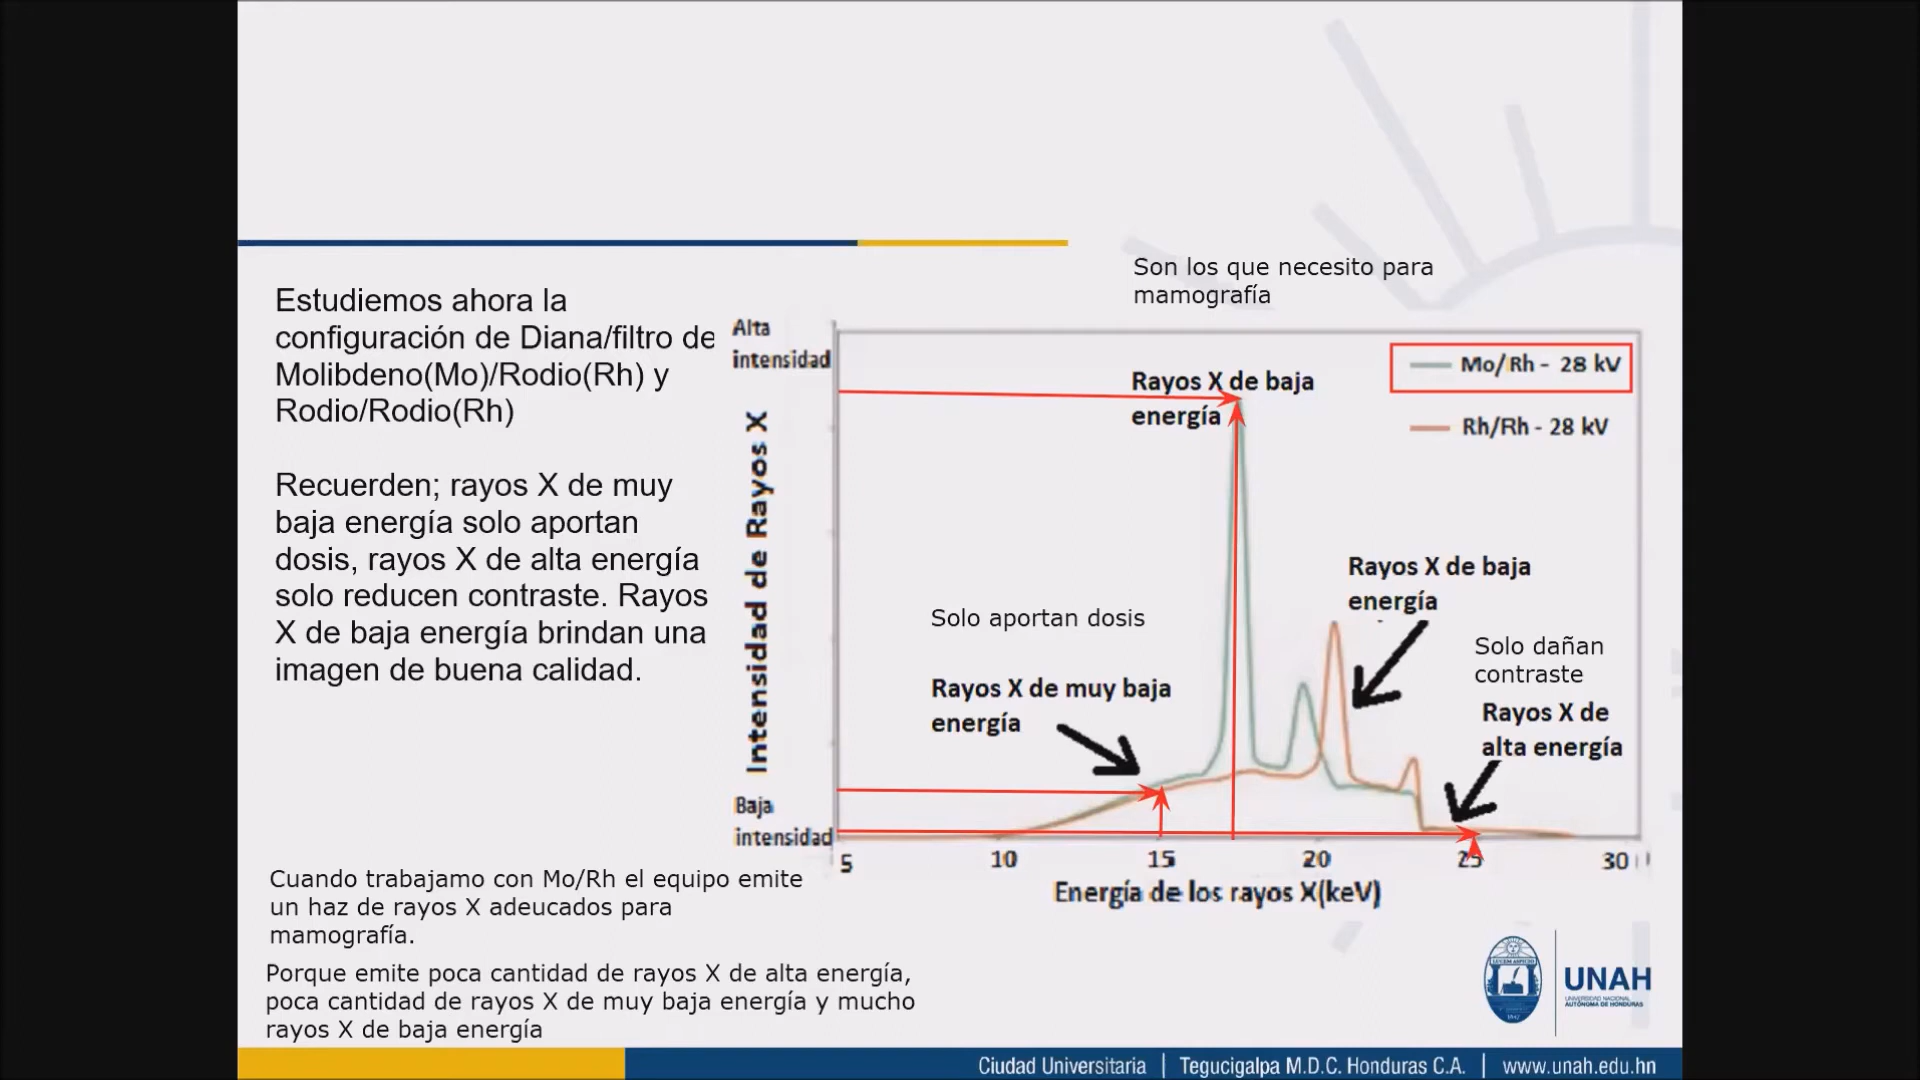 Son los que necesito para
mamografía
Estudiemos ahora la
configuración de Diana/filtro de
Molibdeno(Mo)/Rodio(Rh) y
Rodio/Rodio(Rh)
Recuerden; rayos X de muy
baja energía solo aportan
dosis, rayos X de alta energía
solo reducen contraste. Rayos
X de baja energía brindan una
imagen de buena calidad.
Alta
intensidad
Intensidad de Rayos X
Baja
intensidad
Rayos X de baja
energía
Mo/Rh - 28 kV
Rh/Rh - 28 kV
Rayos X de baja
energía
Solo aportan dosis
Rayos X de muy baja
energía
Solo dañan
contraste
Rayos X de
alta energía
5 10 15 20 25 30
Energía de los rayos X(keV)
Cuando trabajamo con Mo/Rh el equipo emite
un haz de rayos X adeucados para
mamografía.
Porque emite poca cantidad de rayos X de alta energía,
poca cantidad de rayos X de muy baja energía y mucho
rayos X de baja energía
UNAH
UNIVERSIDAD NACIONAL
AUTÓNOMA DE HONDURAS
Ciudad Universitaria | Tegucigalpa M.D.C. Honduras C.A. | www.unah.edu.hn